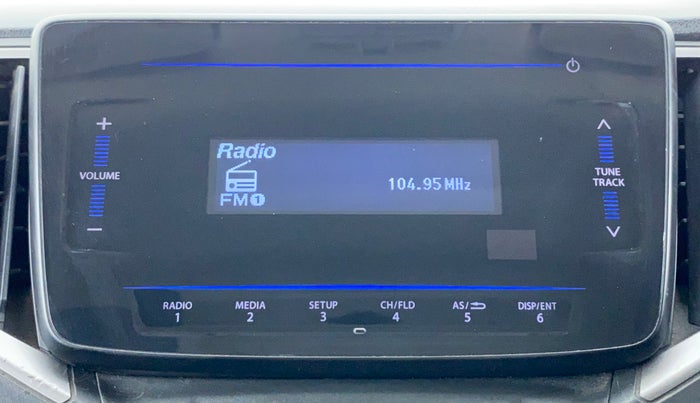 Radio
FM1
104.95 MHz
+
VOLUME
−
TUNE
TRACK
RADIO
1
MEDIA
2
SETUP
3
CH/FLD
4
AS/
5
DISP/ENT
6